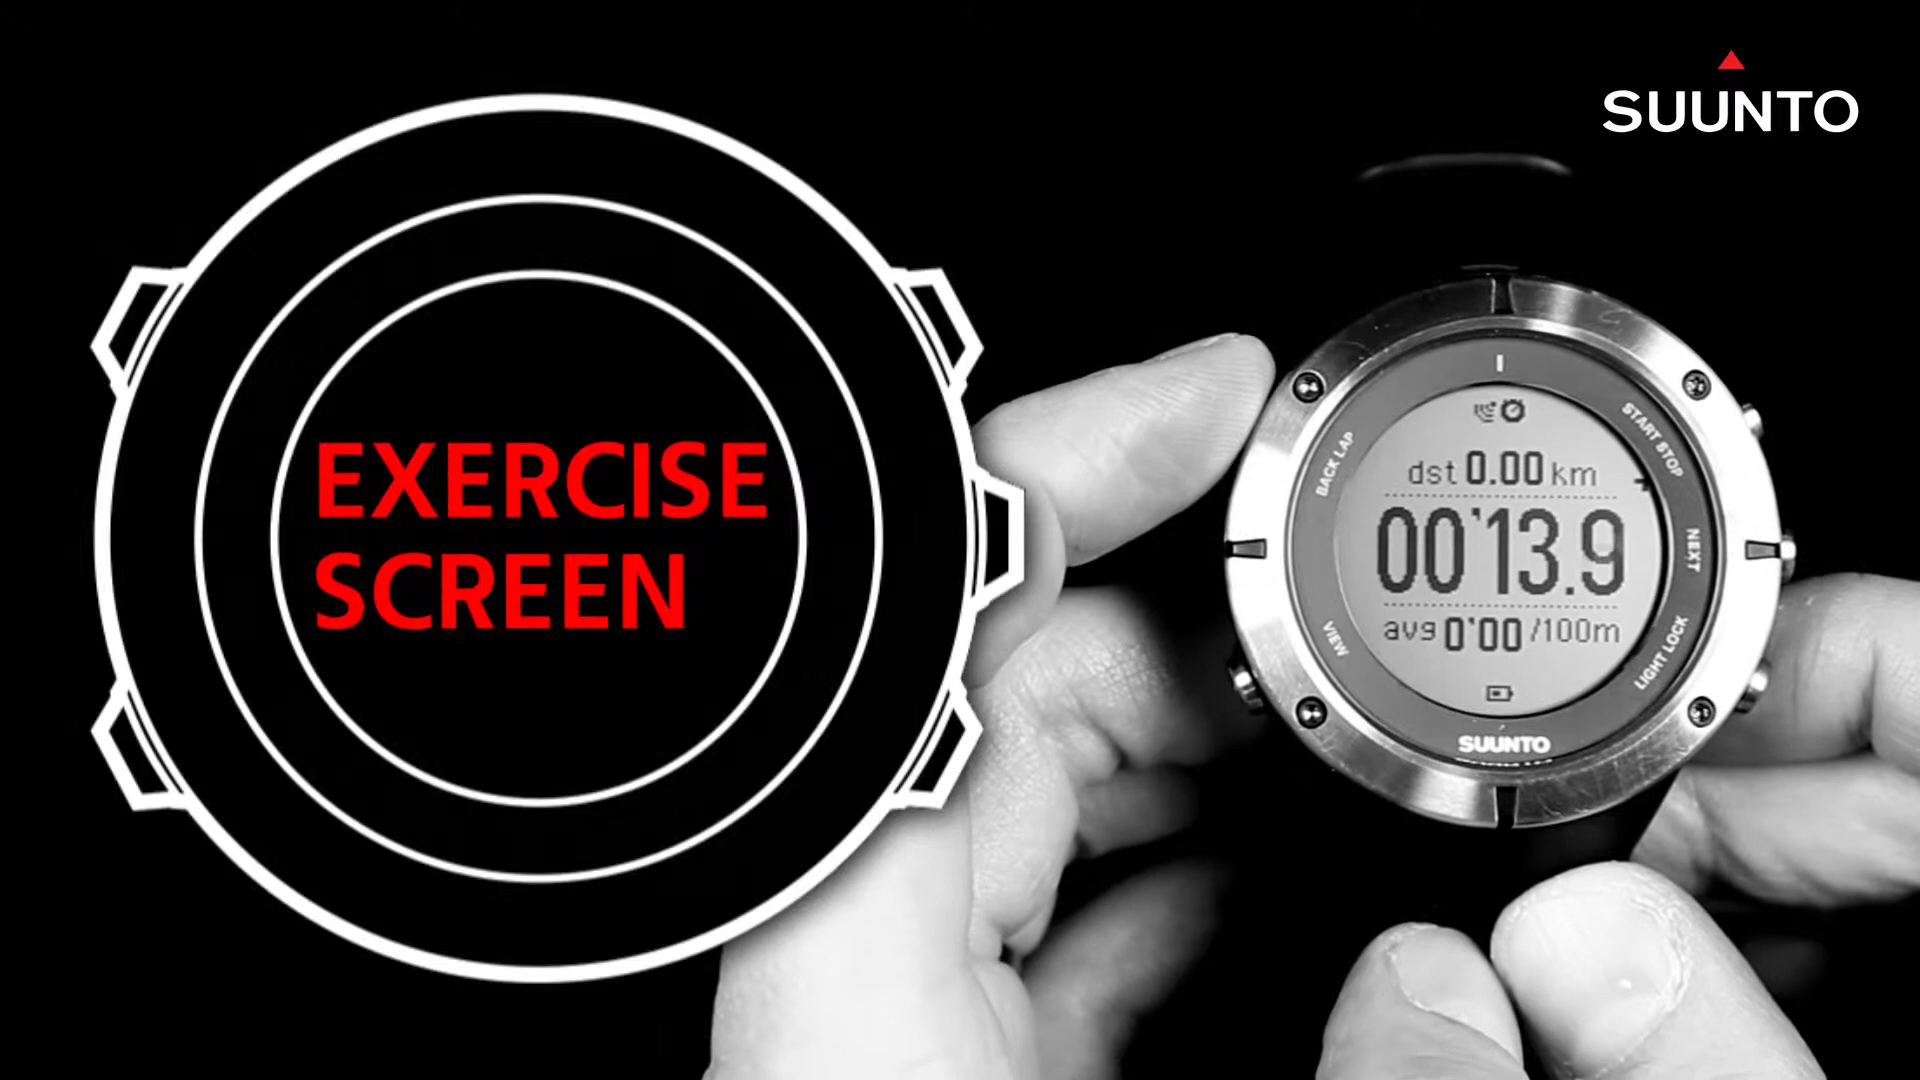 SUUNTO
EXERCISE
SCREEN
BACK LAP
START STOP
dst 0.00 km
00'13.9
NEXT
avg 0'00 /100m
VIEW
LIGHT LOCK
SUUNTO